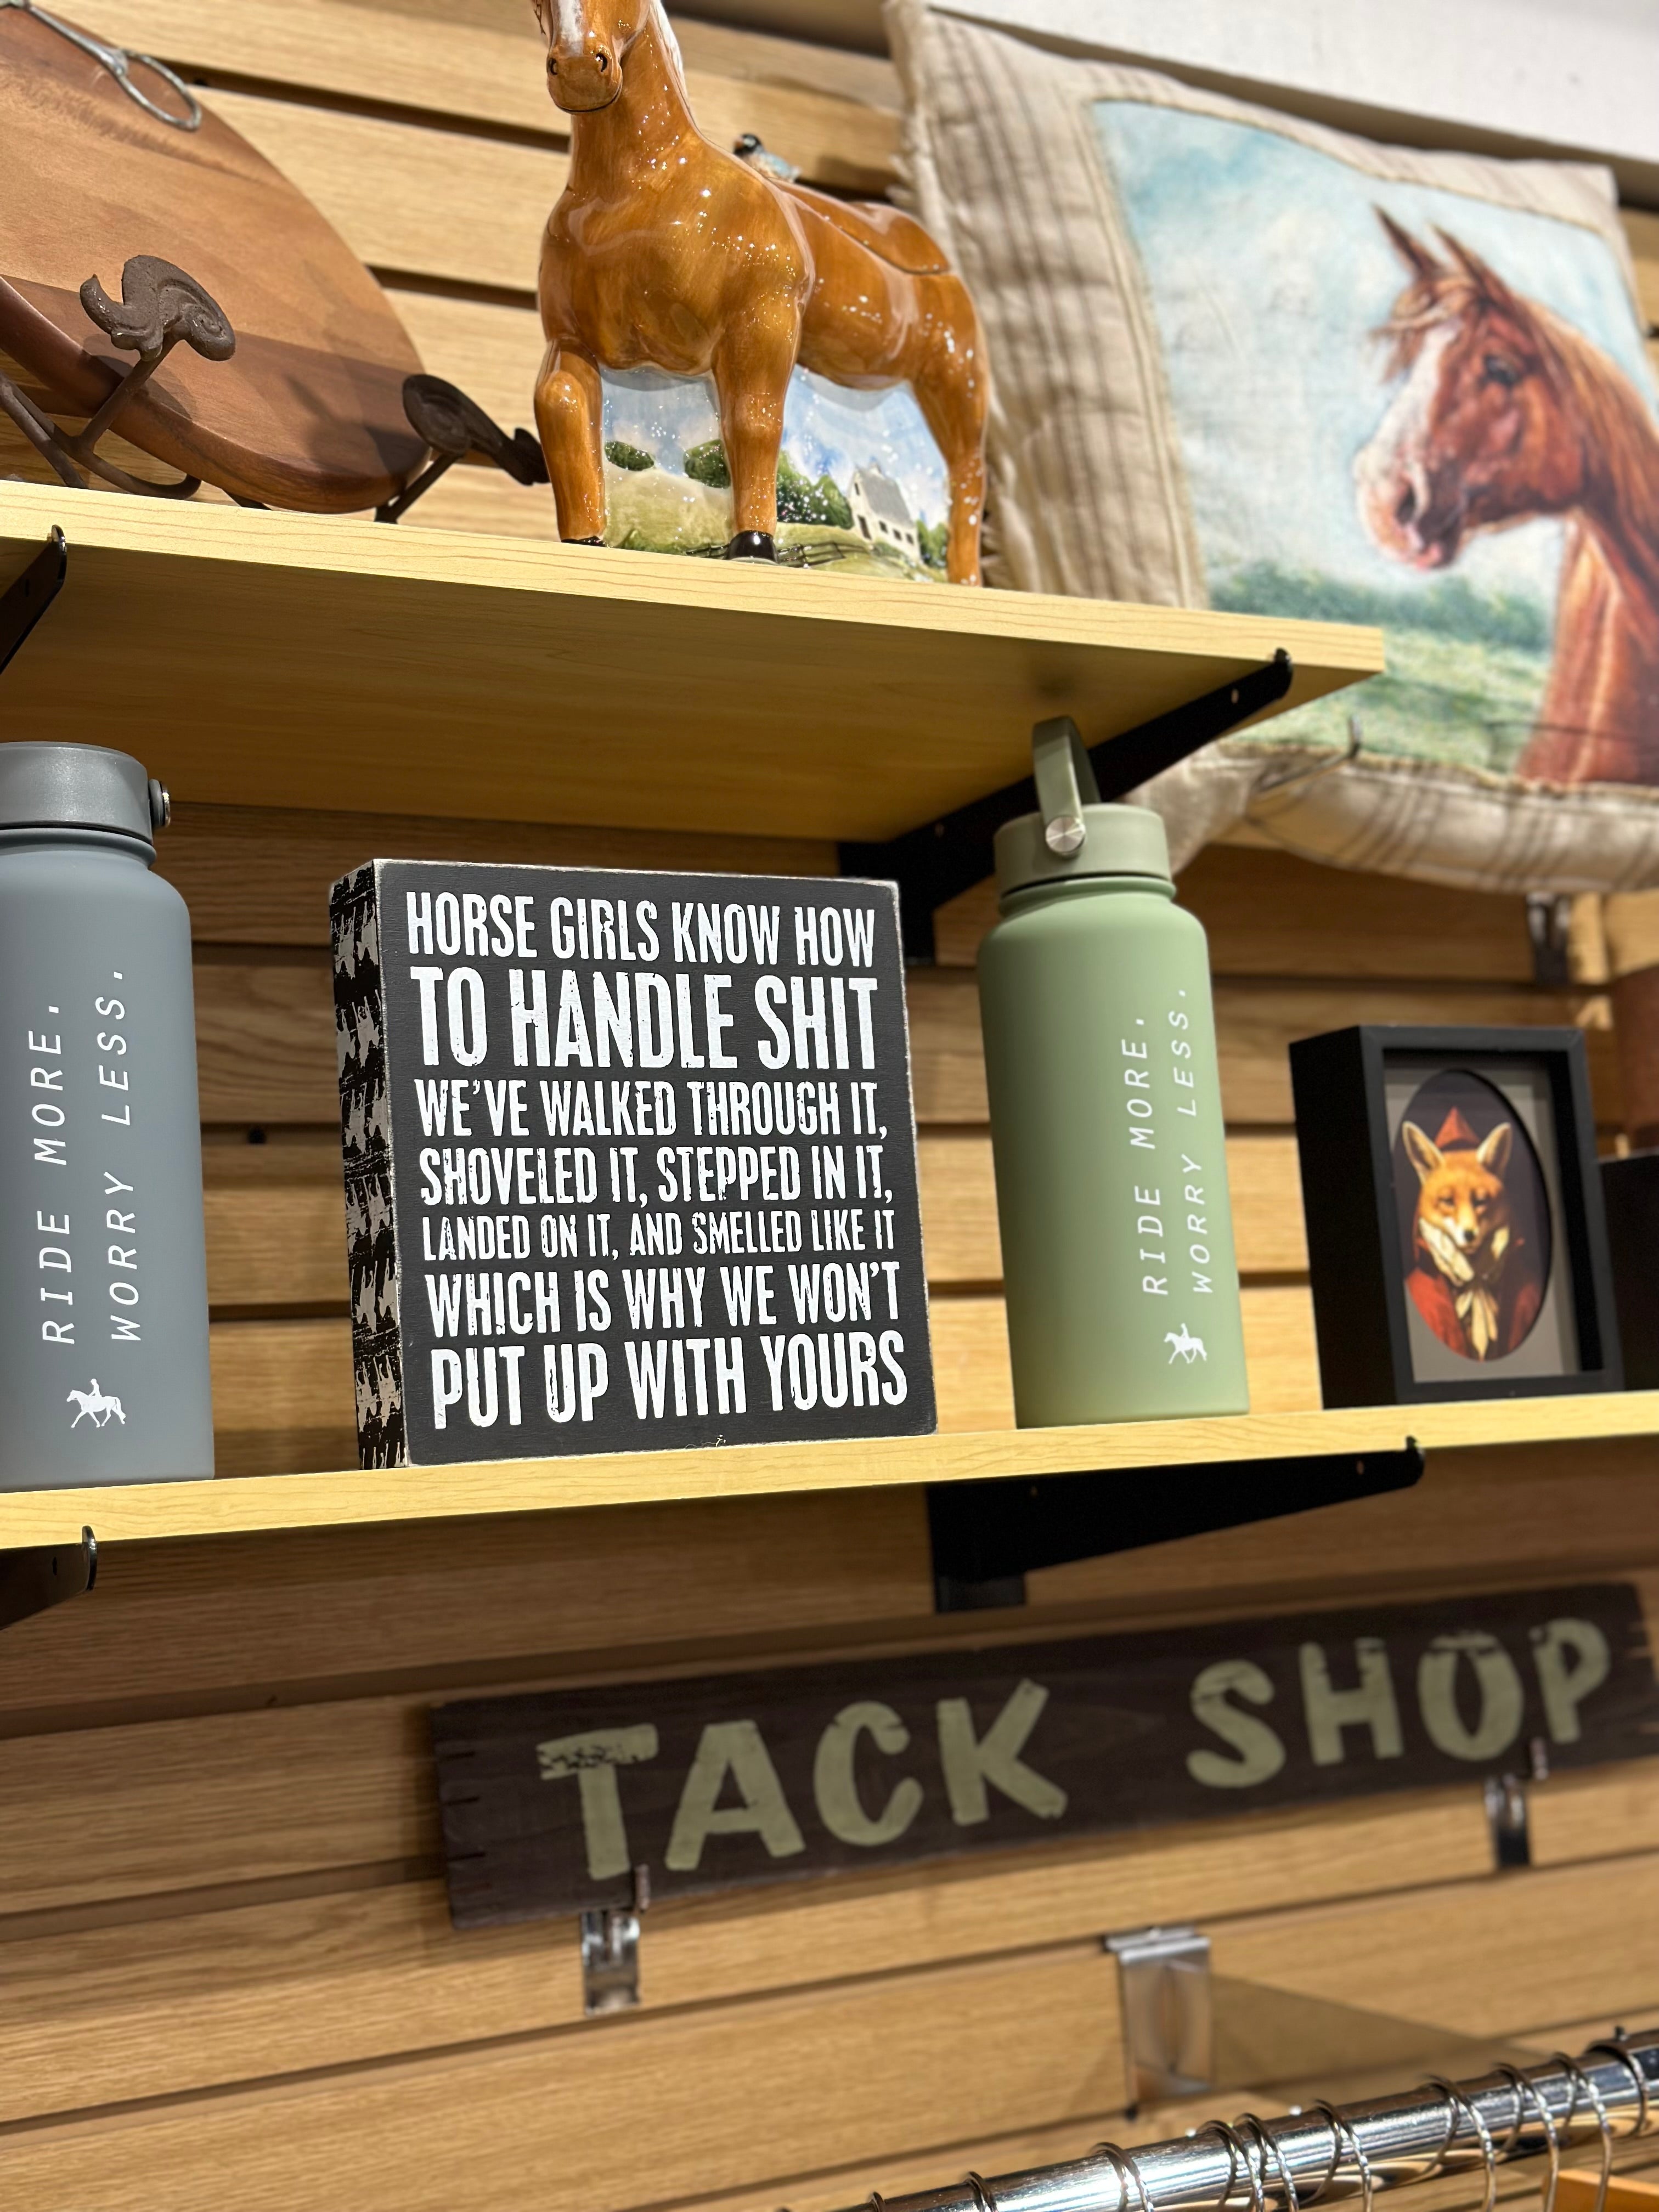 RIDE MORE.
WORRY LESS.
HORSE GIRLS KNOW HOW
TO HANDLE SHIT
WE'VE WALKED THROUGH IT,
SHOVELED IT, STEPPED IN IT,
LANDED ON IT, AND SMELLED LIKE IT
WHICH IS WHY WE WON'T
PUT UP WITH YOURS
RIDE MORE.
WORRY LESS.
TACK SHOP